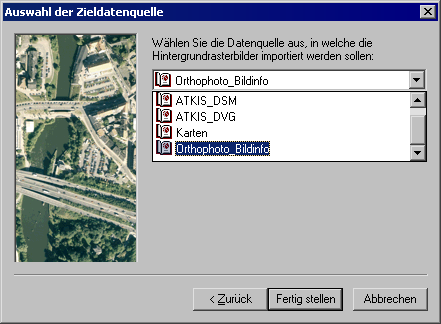 Auswahl der Zieldatenquelle
Wählen Sie die Datenquelle aus, in welche die
Hintergrundrasterbilder importiert werden sollen:
Orthophoto_Bildinfo
ATKIS_DSM
ATKIS_DVG
Karten
Orthophoto_Bildinfo
< Zurück
Fertig stellen
Abbrechen